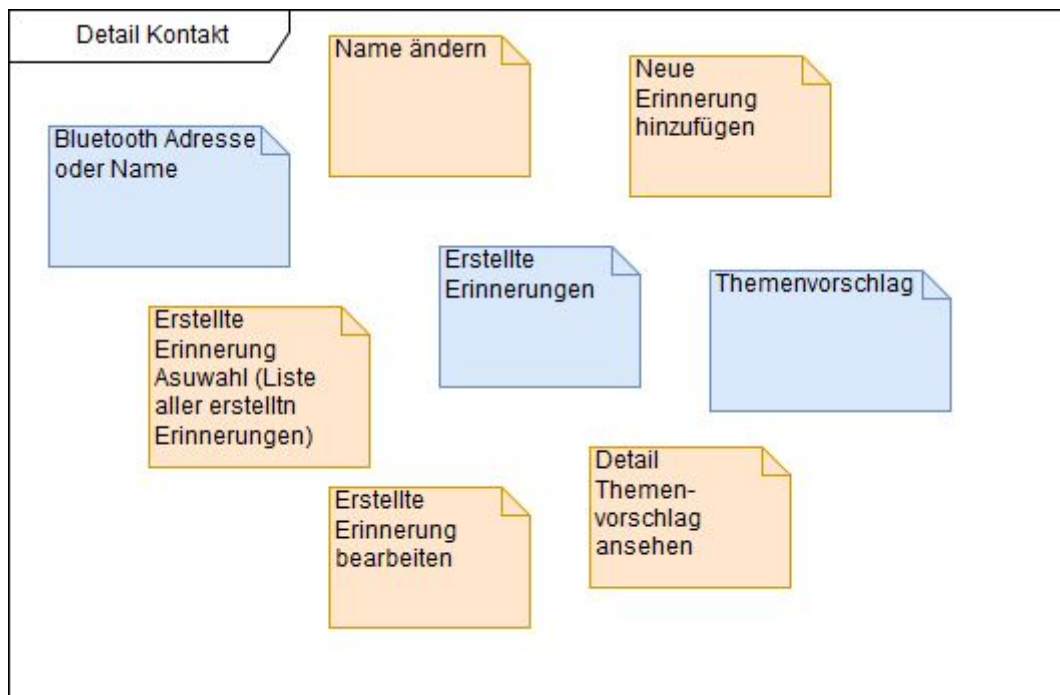 Detail Kontakt
Name ändern
Neue
Erinnerung
hinzufügen
Bluetooth Adresse
oder Name
Erstellte
Erinnerungen
Themenvorschlag
Erstellte
Erinnerung
Asuwahl (Liste
aller erstelltn
Erinnerungen)
Detail
Themen-
vorschlag
ansehen
Erstellte
Erinnerung
bearbeiten